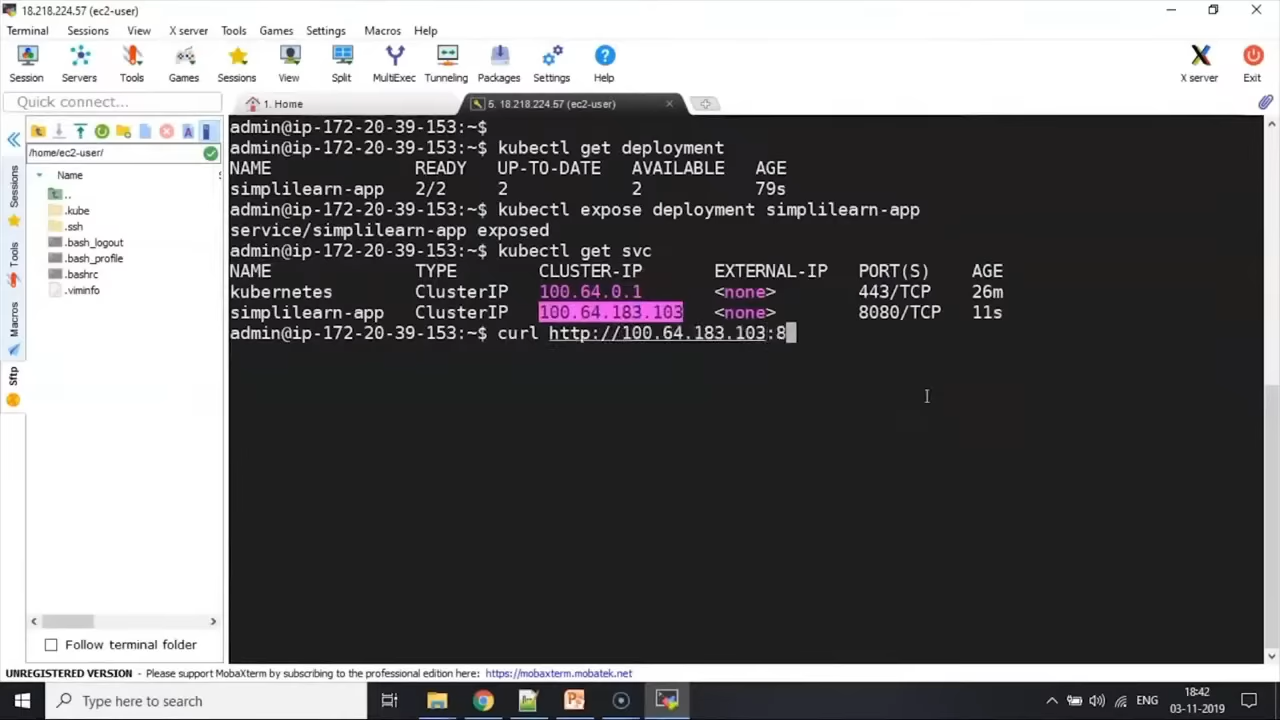 18.218.224.57 (ec2-user)
Terminal Sessions View X server Tools Games Settings Macros Help
Session Servers Tools Games Sessions View Split MultiExec Tunneling Packages Settings Help X server Exit
Quick connect...
1. Home
5. 18.218.224.57 (ec2-user)
/home/ec2-user/
Name
..
.kube
.ssh
.bash_logout
.bash_profile
.bashrc
.viminfo
Sessions
Tools
Macros
Sftp
Follow terminal folder
admin@ip-172-20-39-153:~$
admin@ip-172-20-39-153:~$ kubectl get deployment
NAME READY UP-TO-DATE AVAILABLE AGE
simplilearn-app 2/2 2 2 79s
admin@ip-172-20-39-153:~$ kubectl expose deployment simplilearn-app
service/simplilearn-app exposed
admin@ip-172-20-39-153:~$ kubectl get svc
NAME TYPE CLUSTER-IP EXTERNAL-IP PORT(S) AGE
kubernetes ClusterIP 100.64.0.1 <none> 443/TCP 26m
simplilearn-app ClusterIP 100.64.183.103 <none> 8080/TCP 11s
admin@ip-172-20-39-153:~$ curl http://100.64.183.103:8
UNREGISTERED VERSION - Please support MobaXterm by subscribing to the professional edition here: https://mobaxterm.mobatek.net
Type here to search
ENG
18:42
03-11-2019